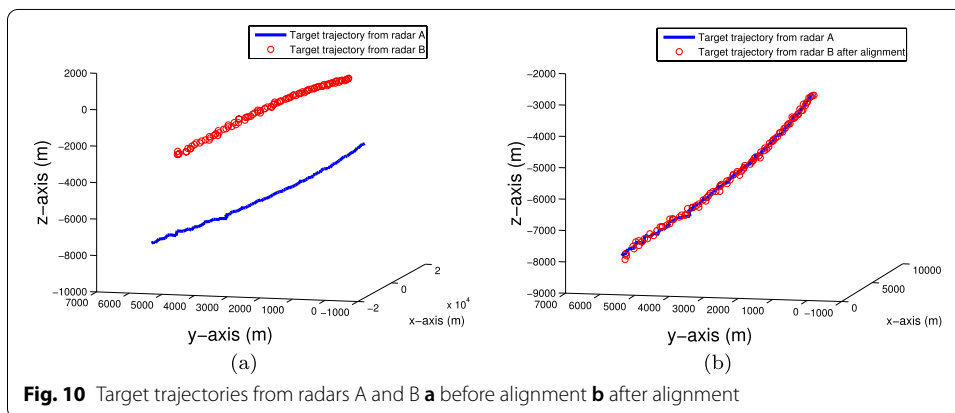 Target trajectory from radar A
Target trajectory from radar B
2000
0
−2000
−4000
−6000
−8000
−10000
z−axis (m)
7000
6000
5000
4000
3000
2000
1000
0
−1000
y−axis (m)
−2
0
2
x 10^4
x−axis (m)
(a)
Target trajectory from radar A
Target trajectory from radar B after alignment
−2000
−3000
−4000
−5000
−6000
−7000
−8000
−9000
z−axis (m)
7000
6000
5000
4000
3000
2000
1000
0
−1000
y−axis (m)
0
5000
10000
x−axis (m)
(b)
Fig. 10 Target trajectories from radars A and B a before alignment b after alignment